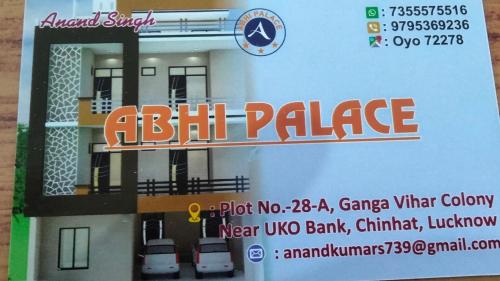 Anand Singh
ABHI PALACE
A
: 7355575516
: 9795369236
: Oyo 72278
ABHI PALACE
: Plot No.-28-A, Ganga Vihar Colony
Near UKO Bank, Chinhat, Lucknow
: anandkumars739@gmail.com